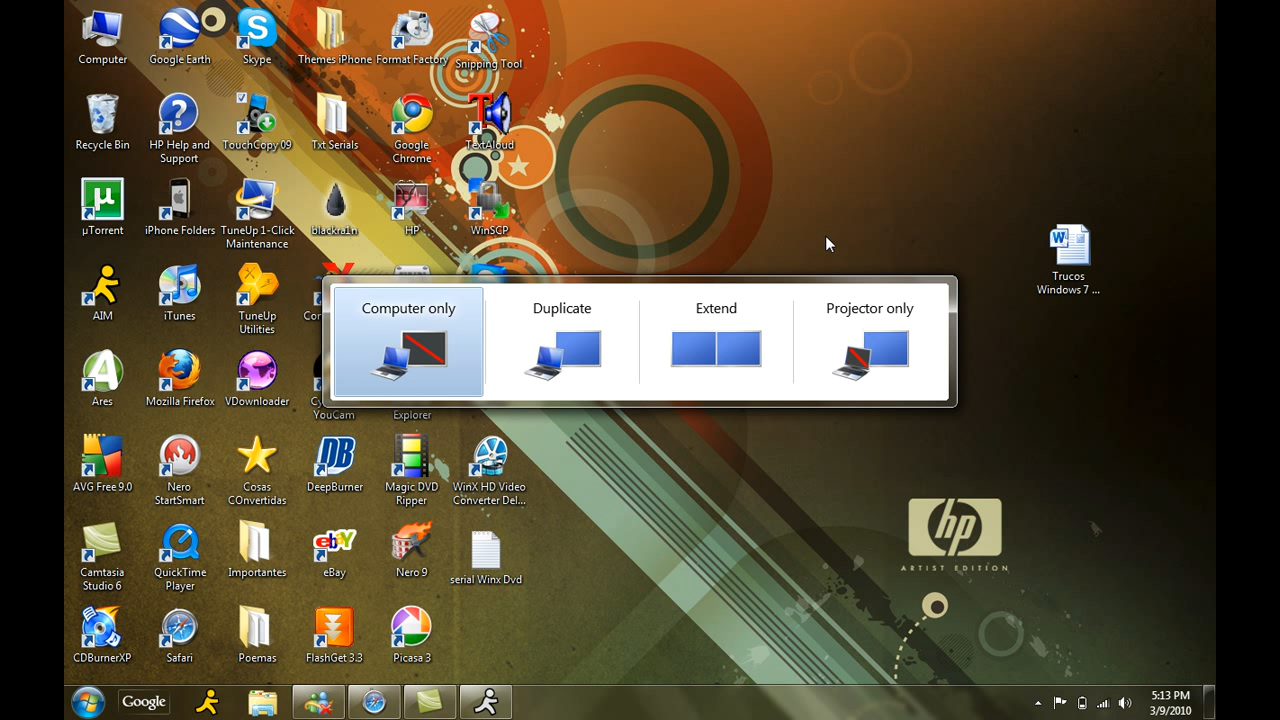 Computer
Google Earth
Skype
Themes iPhone
Format Factory
Snipping Tool
Recycle Bin
HP Help and
Support
TouchCopy 09
Txt Serials
Google
Chrome
TextAloud
µTorrent
iPhone Folders
TuneUp 1-Click
Maintenance
blackra1n
HP
WinSCP
Trucos
Windows 7 ...
AIM
iTunes
TuneUp
Utilities
Computer only
Duplicate
Extend
Projector only
Ares
Mozilla Firefox
VDownloader
YouCam
Explorer
AVG Free 9.0
Nero
StartSmart
Cosas
COnvertidas
DB
DeepBurner
Magic DVD
Ripper
WinX HD Video
Converter Del...
hp
ARTIST EDITION
Camtasia
Studio 6
QuickTime
Player
Importantes
ebY
eBay
Nero 9
serial Winx Dvd
CDBurnerXP
Safari
Poemas
FlashGet 3.3
Picasa 3
Google
5:13 PM
3/9/2010